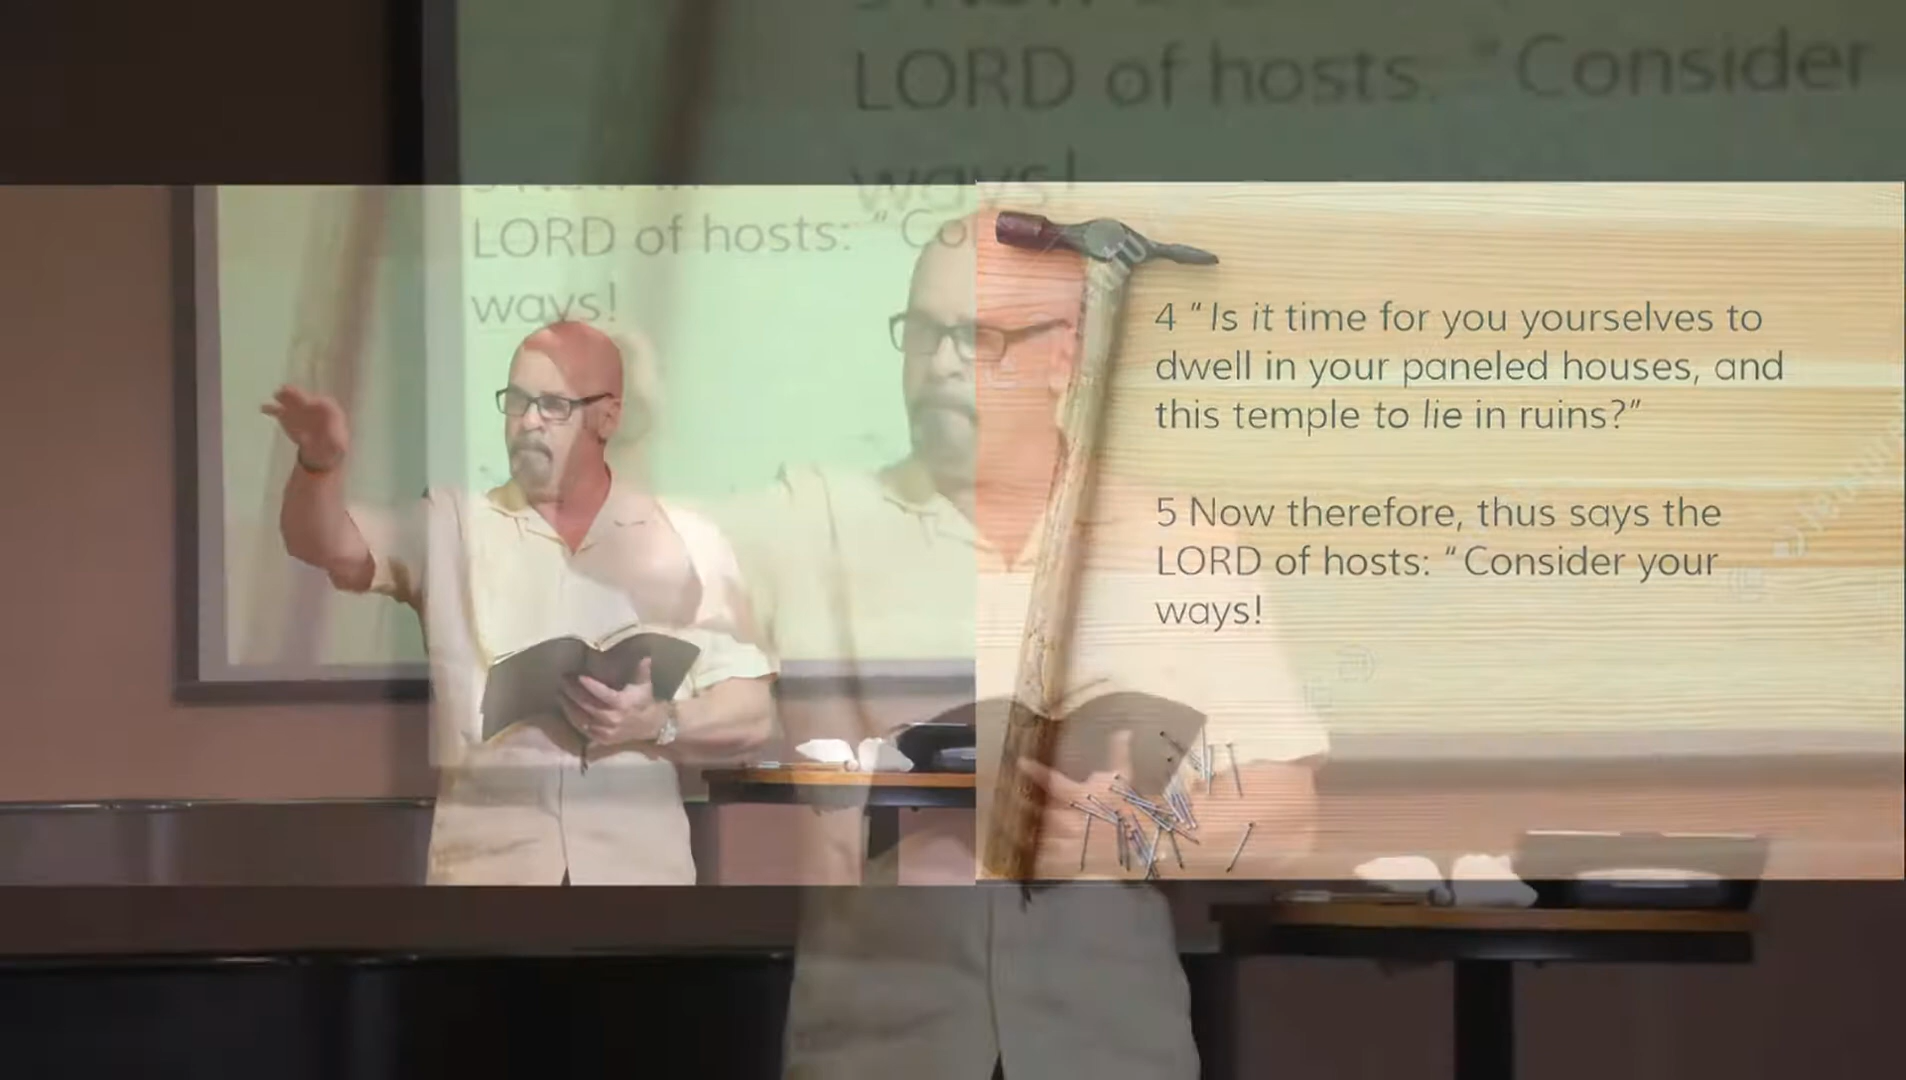 LORD of hosts. "Consider
ways!
LORD of hosts: "Co
ways!
4 "Is it time for you yourselves to
dwell in your paneled houses, and
this temple to lie in ruins?"
5 Now therefore, thus says the
LORD of hosts: "Consider your
ways!